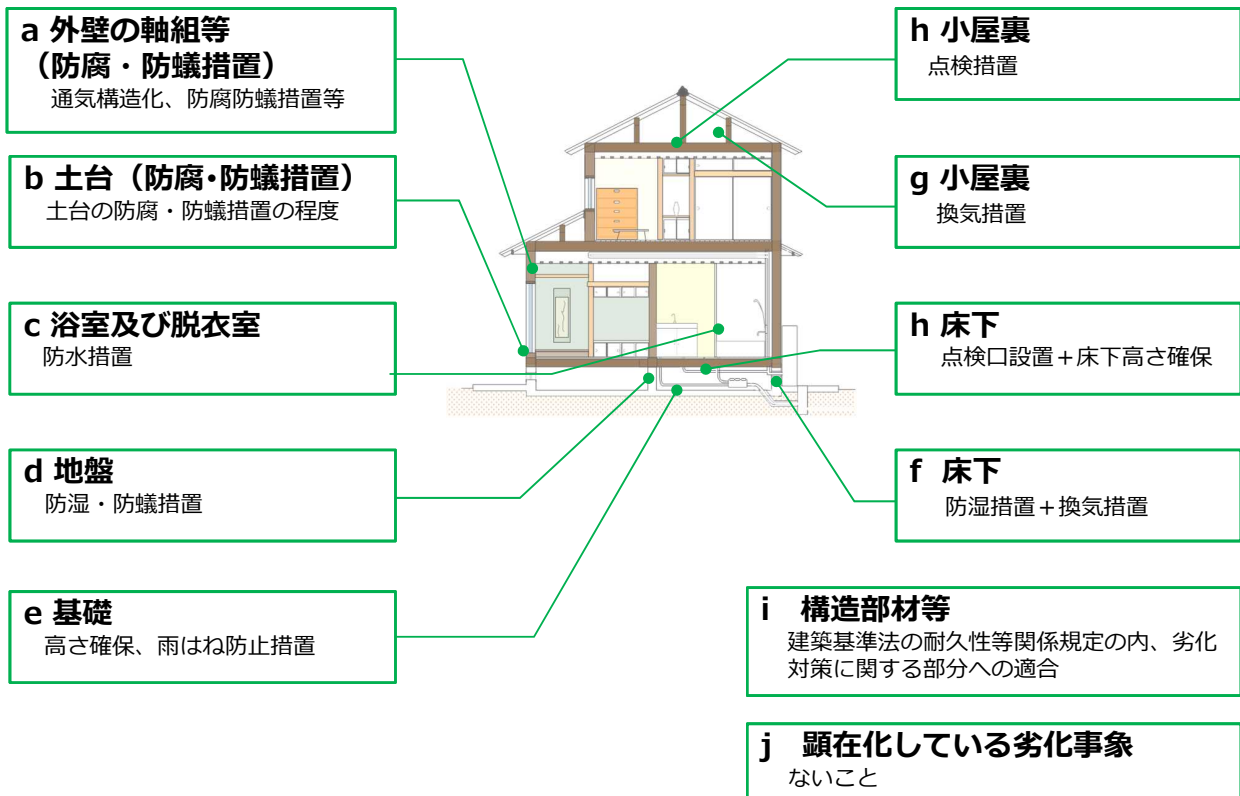 a 外壁の軸組等
（防腐・防蟻措置）
通気構造化、防腐防蟻措置等
b 土台（防腐・防蟻措置）
土台の防腐・防蟻措置の程度
c 浴室及び脱衣室
防水措置
d 地盤
防湿・防蟻措置
e 基礎
高さ確保、雨はね防止措置
h 小屋裏
点検措置
g 小屋裏
換気措置
h 床下
点検口設置＋床下高さ確保
f 床下
防湿措置＋換気措置
i 構造部材等
建築基準法の耐久性等関係規定の内、劣化
対策に関する部分への適合
j 顕在化している劣化事象
ないこと